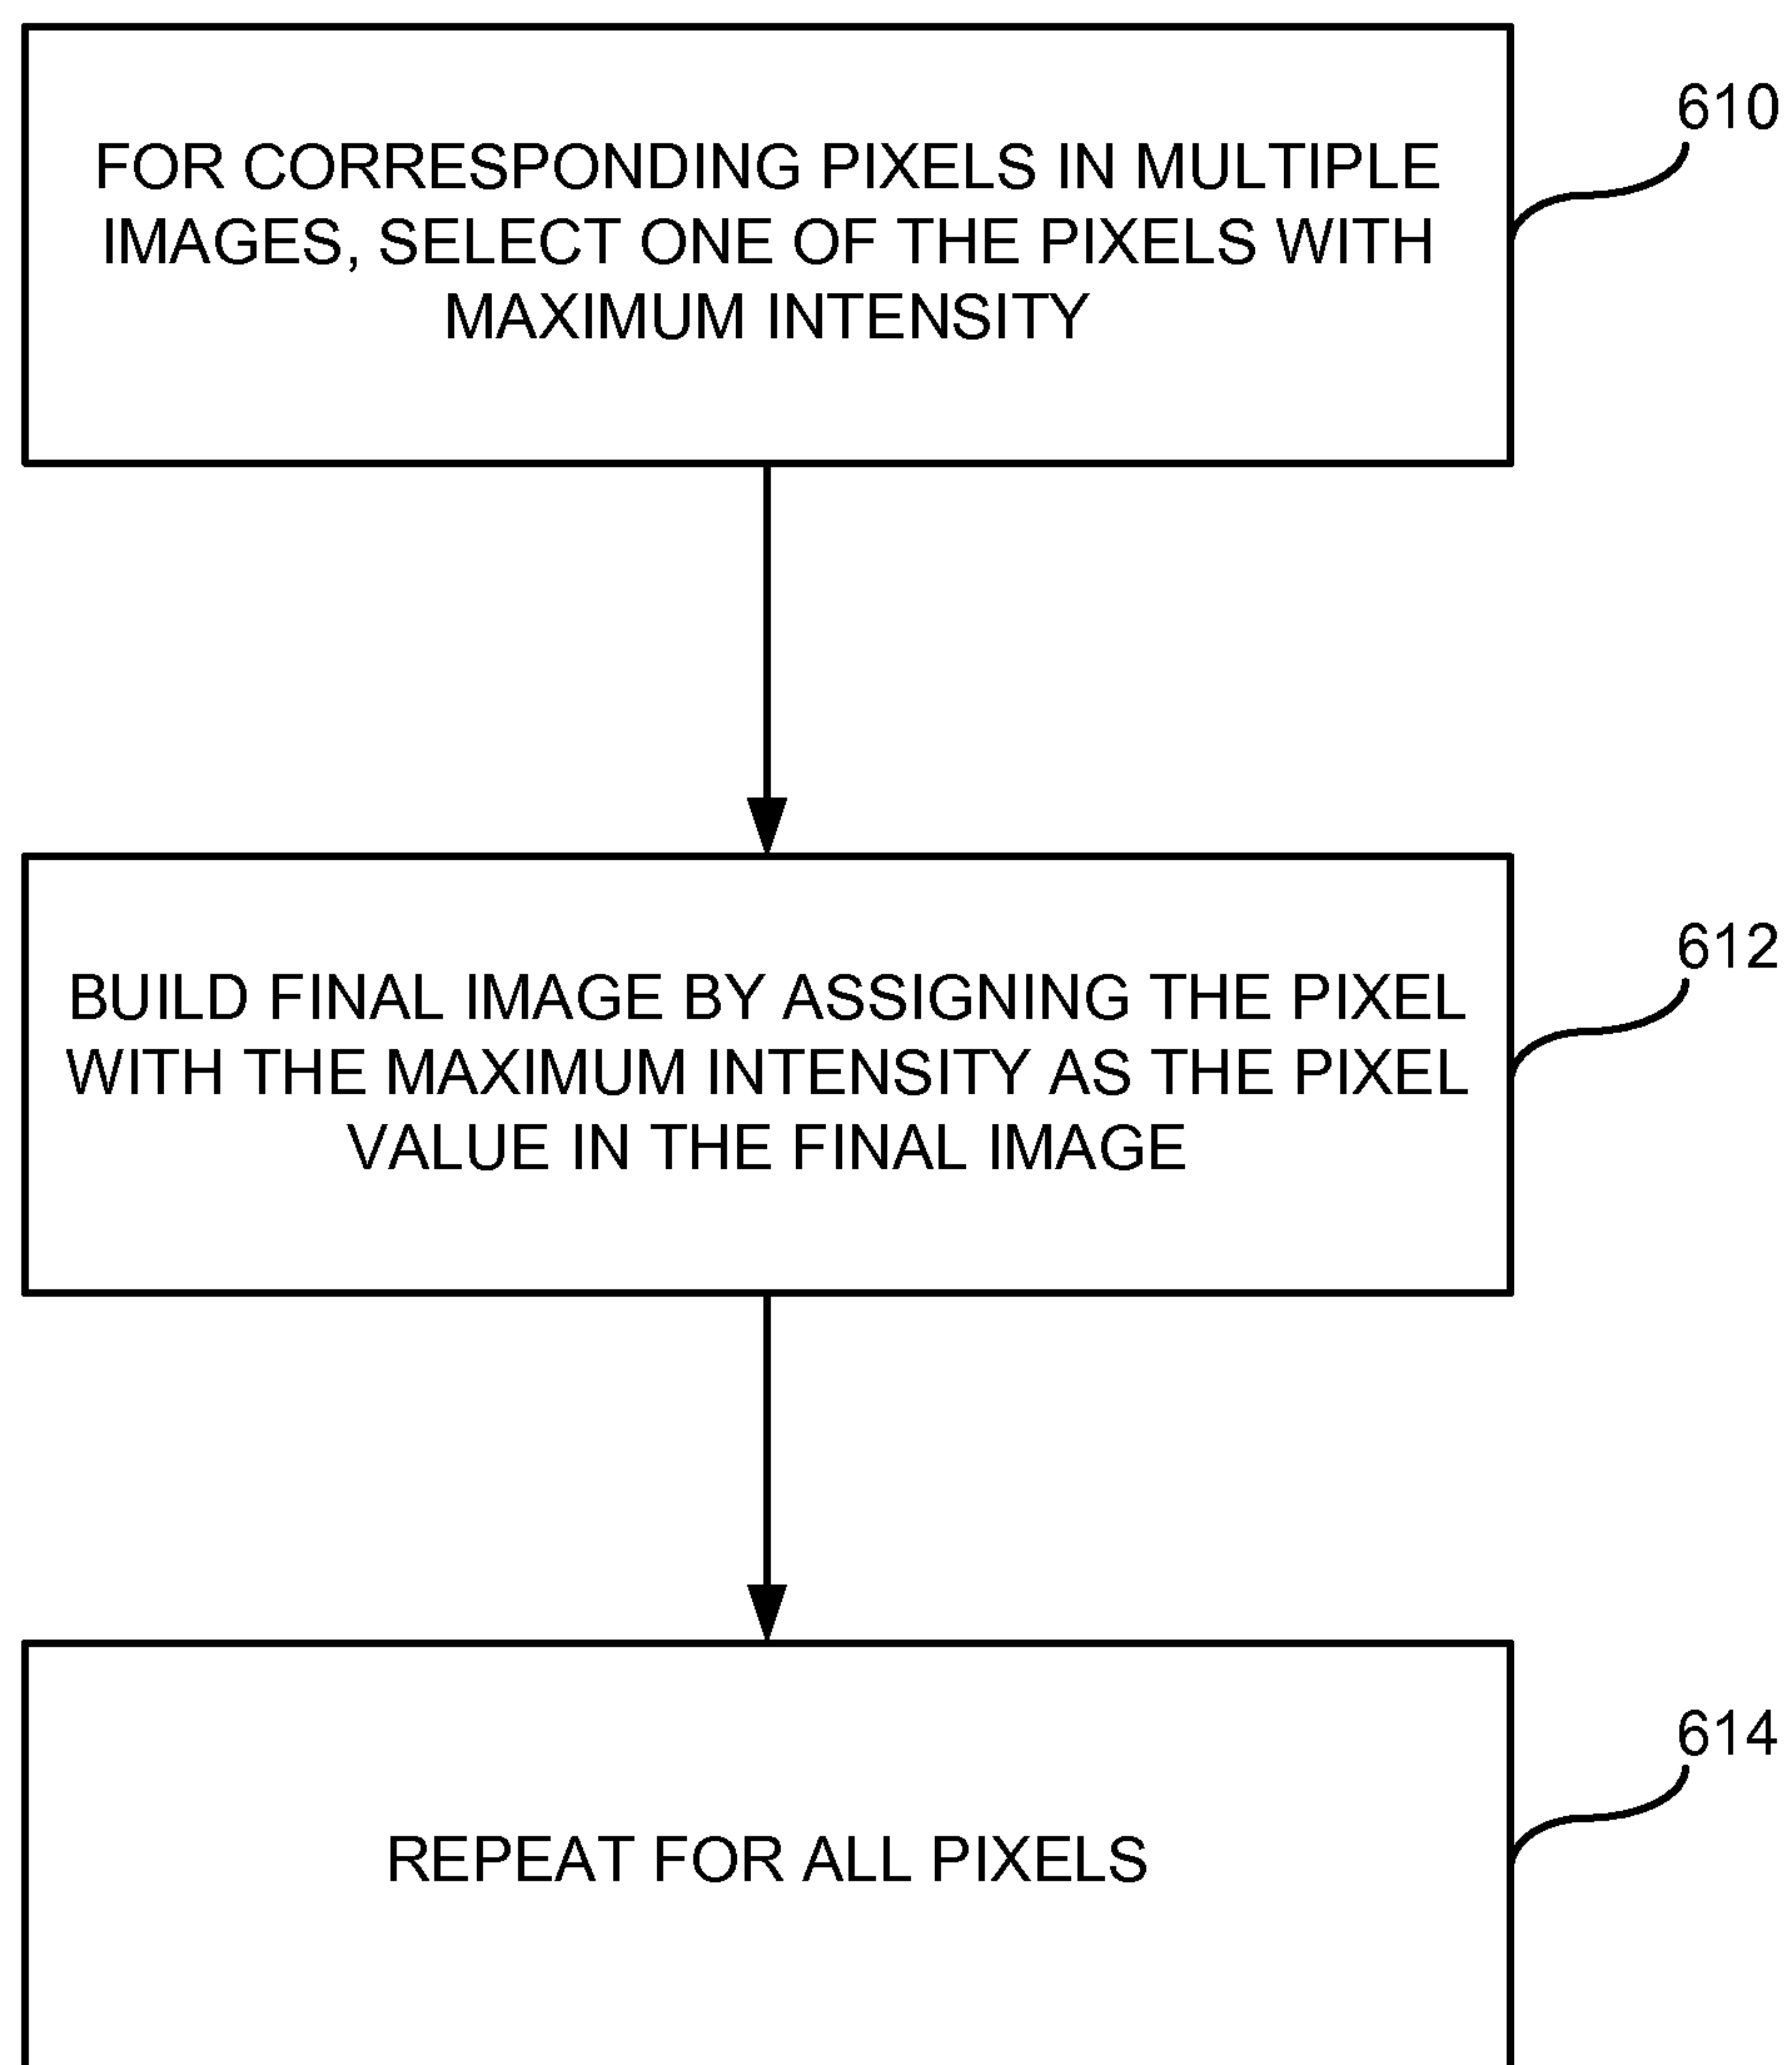 610
FOR CORRESPONDING PIXELS IN MULTIPLE
IMAGES, SELECT ONE OF THE PIXELS WITH
MAXIMUM INTENSITY
612
BUILD FINAL IMAGE BY ASSIGNING THE PIXEL
WITH THE MAXIMUM INTENSITY AS THE PIXEL
VALUE IN THE FINAL IMAGE
614
REPEAT FOR ALL PIXELS